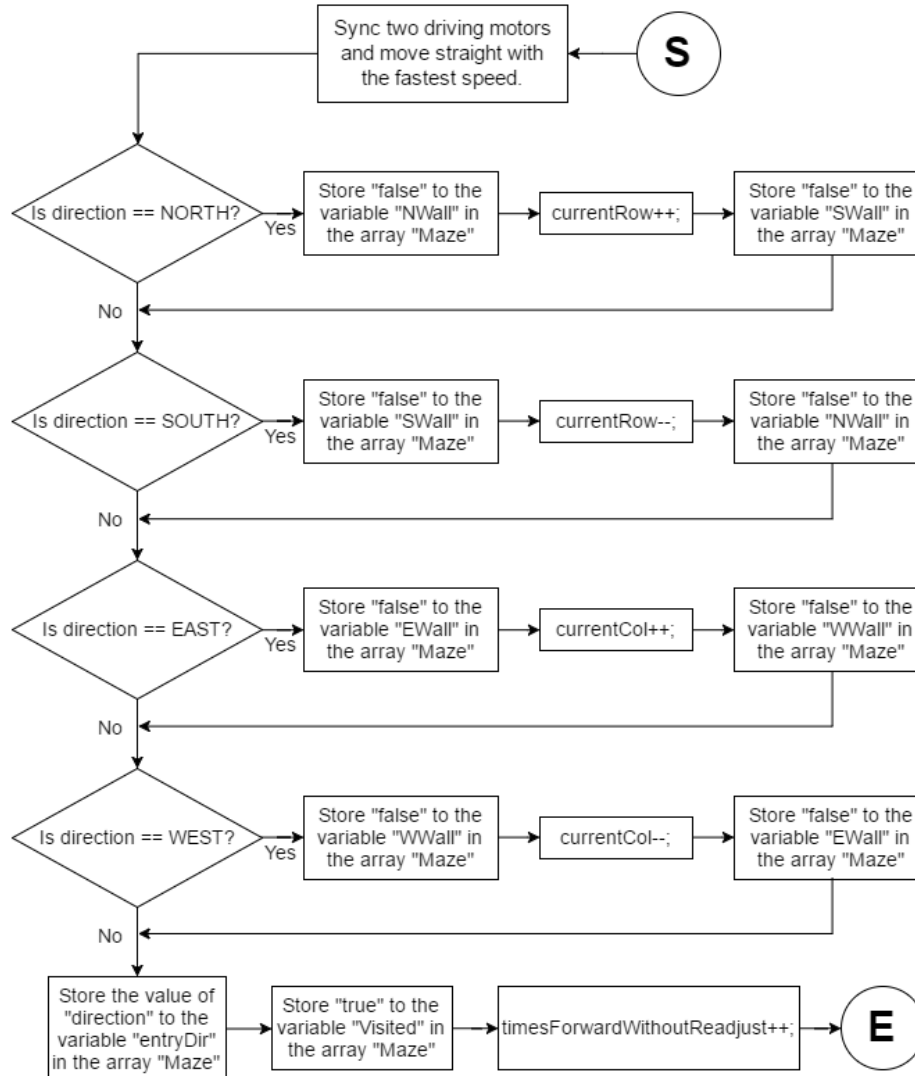 Sync two driving motors
and move straight with
the fastest speed.
S
Is direction == NORTH?
Yes
Store "false" to the
variable "NWall" in
the array "Maze"
currentRow++;
Store "false" to the
variable "SWall" in
the array "Maze"
No
Is direction == SOUTH?
Yes
Store "false" to the
variable "SWall" in
the array "Maze"
currentRow--;
Store "false" to the
variable "NWall" in
the array "Maze"
No
Is direction == EAST?
Yes
Store "false" to the
variable "EWall" in
the array "Maze"
currentCol++;
Store "false" to the
variable "WWall" in
the array "Maze"
No
Is direction == WEST?
Yes
Store "false" to the
variable "WWall" in
the array "Maze"
currentCol--;
Store "false" to the
variable "EWall" in
the array "Maze"
No
Store the value of
"direction" to the
variable "entryDir"
in the array "Maze"
Store "true" to the
variable "Visited" in
the array "Maze"
timesForwardWithoutReadjust++;
E